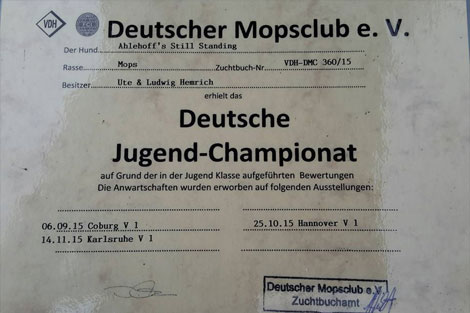 VDH
Deutscher Mopsclub e. V.
Der Hund Ahlehoff's Still Standing
Rasse Mops Zuchtbuch-Nr VDH-DMC 360/15
Besitzer Ute & Ludwig Hemrich
erhielt das
Deutsche
Jugend-Championat
auf Grund der in der Jugend Klasse aufgeführten Bewertungen
Die Anwartschaften wurden erworben auf folgenden Ausstellungen:
06.09.15 Coburg V 1 25.10.15 Hannover V 1
14.11.15 Karlsruhe V 1
Deutscher Mopsclub e.V.
Zuchtbuchamt